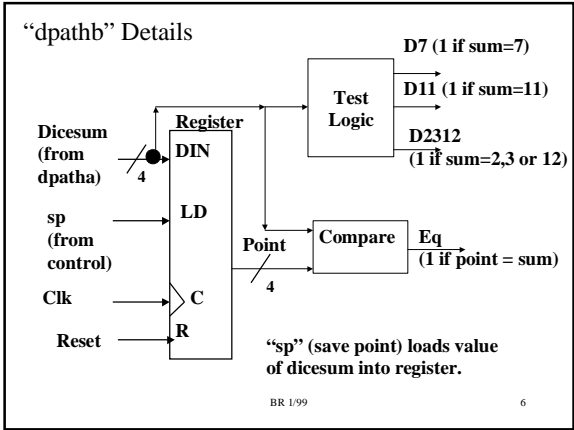 “dpathb” Details
D7 (1 if sum=7)
D11 (1 if sum=11)
Test
Logic
D2312
(1 if sum=2,3 or 12)
Register
Dicesum
(from
dpatha)
4
DIN
sp
(from
control)
LD
Point
4
Compare
Eq
(1 if point = sum)
Clk
C
Reset
R
“sp” (save point) loads value
of dicesum into register.
BR 1/99
6